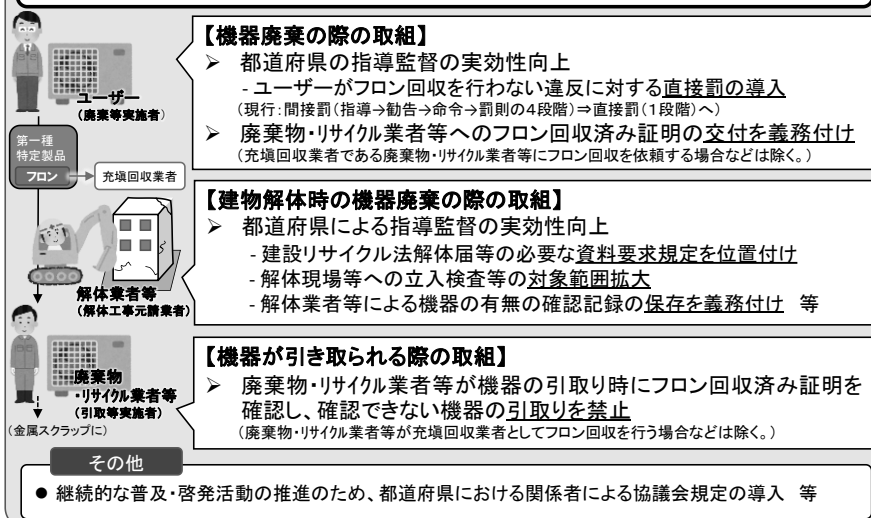 【機器廃棄の際の取組】
➢ 都道府県の指導監督の実効性向上
- ユーザーがフロン回収を行わない違反に対する直接罰の導入
(現行：間接罰(指導→勧告→命令→罰則の４段階)⇒直接罰(１段階)へ)
➢ 廃棄物・リサイクル業者等へのフロン回収済み証明の交付を義務付け
(充塡回収業者である廃棄物・リサイクル業者等にフロン回収を依頼する場合などは除く。)
ユーザー
(廃棄等実施者)
第一種
特定製品
フロン
充塡回収業者
【建物解体時の機器廃棄の際の取組】
➢ 都道府県による指導監督の実効性向上
- 建設リサイクル法解体届等の必要な資料要求規定を位置付け
- 解体現場等への立入検査等の対象範囲拡大
- 解体業者等による機器の有無の確認記録の保存を義務付け 等
解体業者等
(解体工事元請業者)
【機器が引き取られる際の取組】
➢ 廃棄物・リサイクル業者等が機器の引取り時にフロン回収済み証明を
確認し、確認できない機器の引取りを禁止
(廃棄物・リサイクル業者等が充塡回収業者としてフロン回収を行う場合などは除く。)
廃棄物
・リサイクル業者等
(引取等実施者)
(金属スクラップに)
その他
● 継続的な普及・啓発活動の推進のため、都道府県における関係者による協議会規定の導入 等